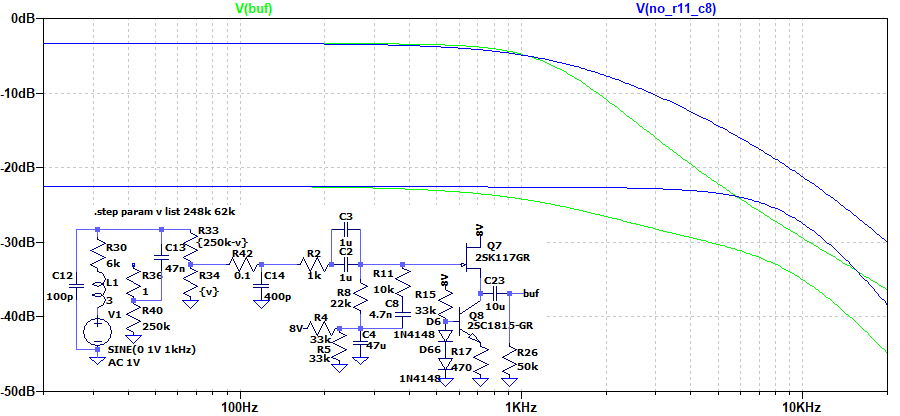 V(buf)
V(no_r11_c8)
0dB
-10dB
-20dB
-30dB
-40dB
-50dB
100Hz
1KHz
10KHz
.step param v list 248k 62k
C12
100p
R30
6k
L1
3
V1
SINE(0 1V 1kHz)
AC 1V
C13
47n
R36
1
R40
250k
R33
{250k-v}
R34
{v}
R42
0.1
C14
400p
R2
1k
C3
1u
C2
1u
R8
22k
R11
10k
C8
4.7n
8V
R4
33k
R5
33k
C4
47u
8V
R15
33k
D6
1N4148
D66
1N4148
8V
Q7
2SK117GR
C23
10u
buf
Q8
2SC1815-GR
R17
470
R26
50k